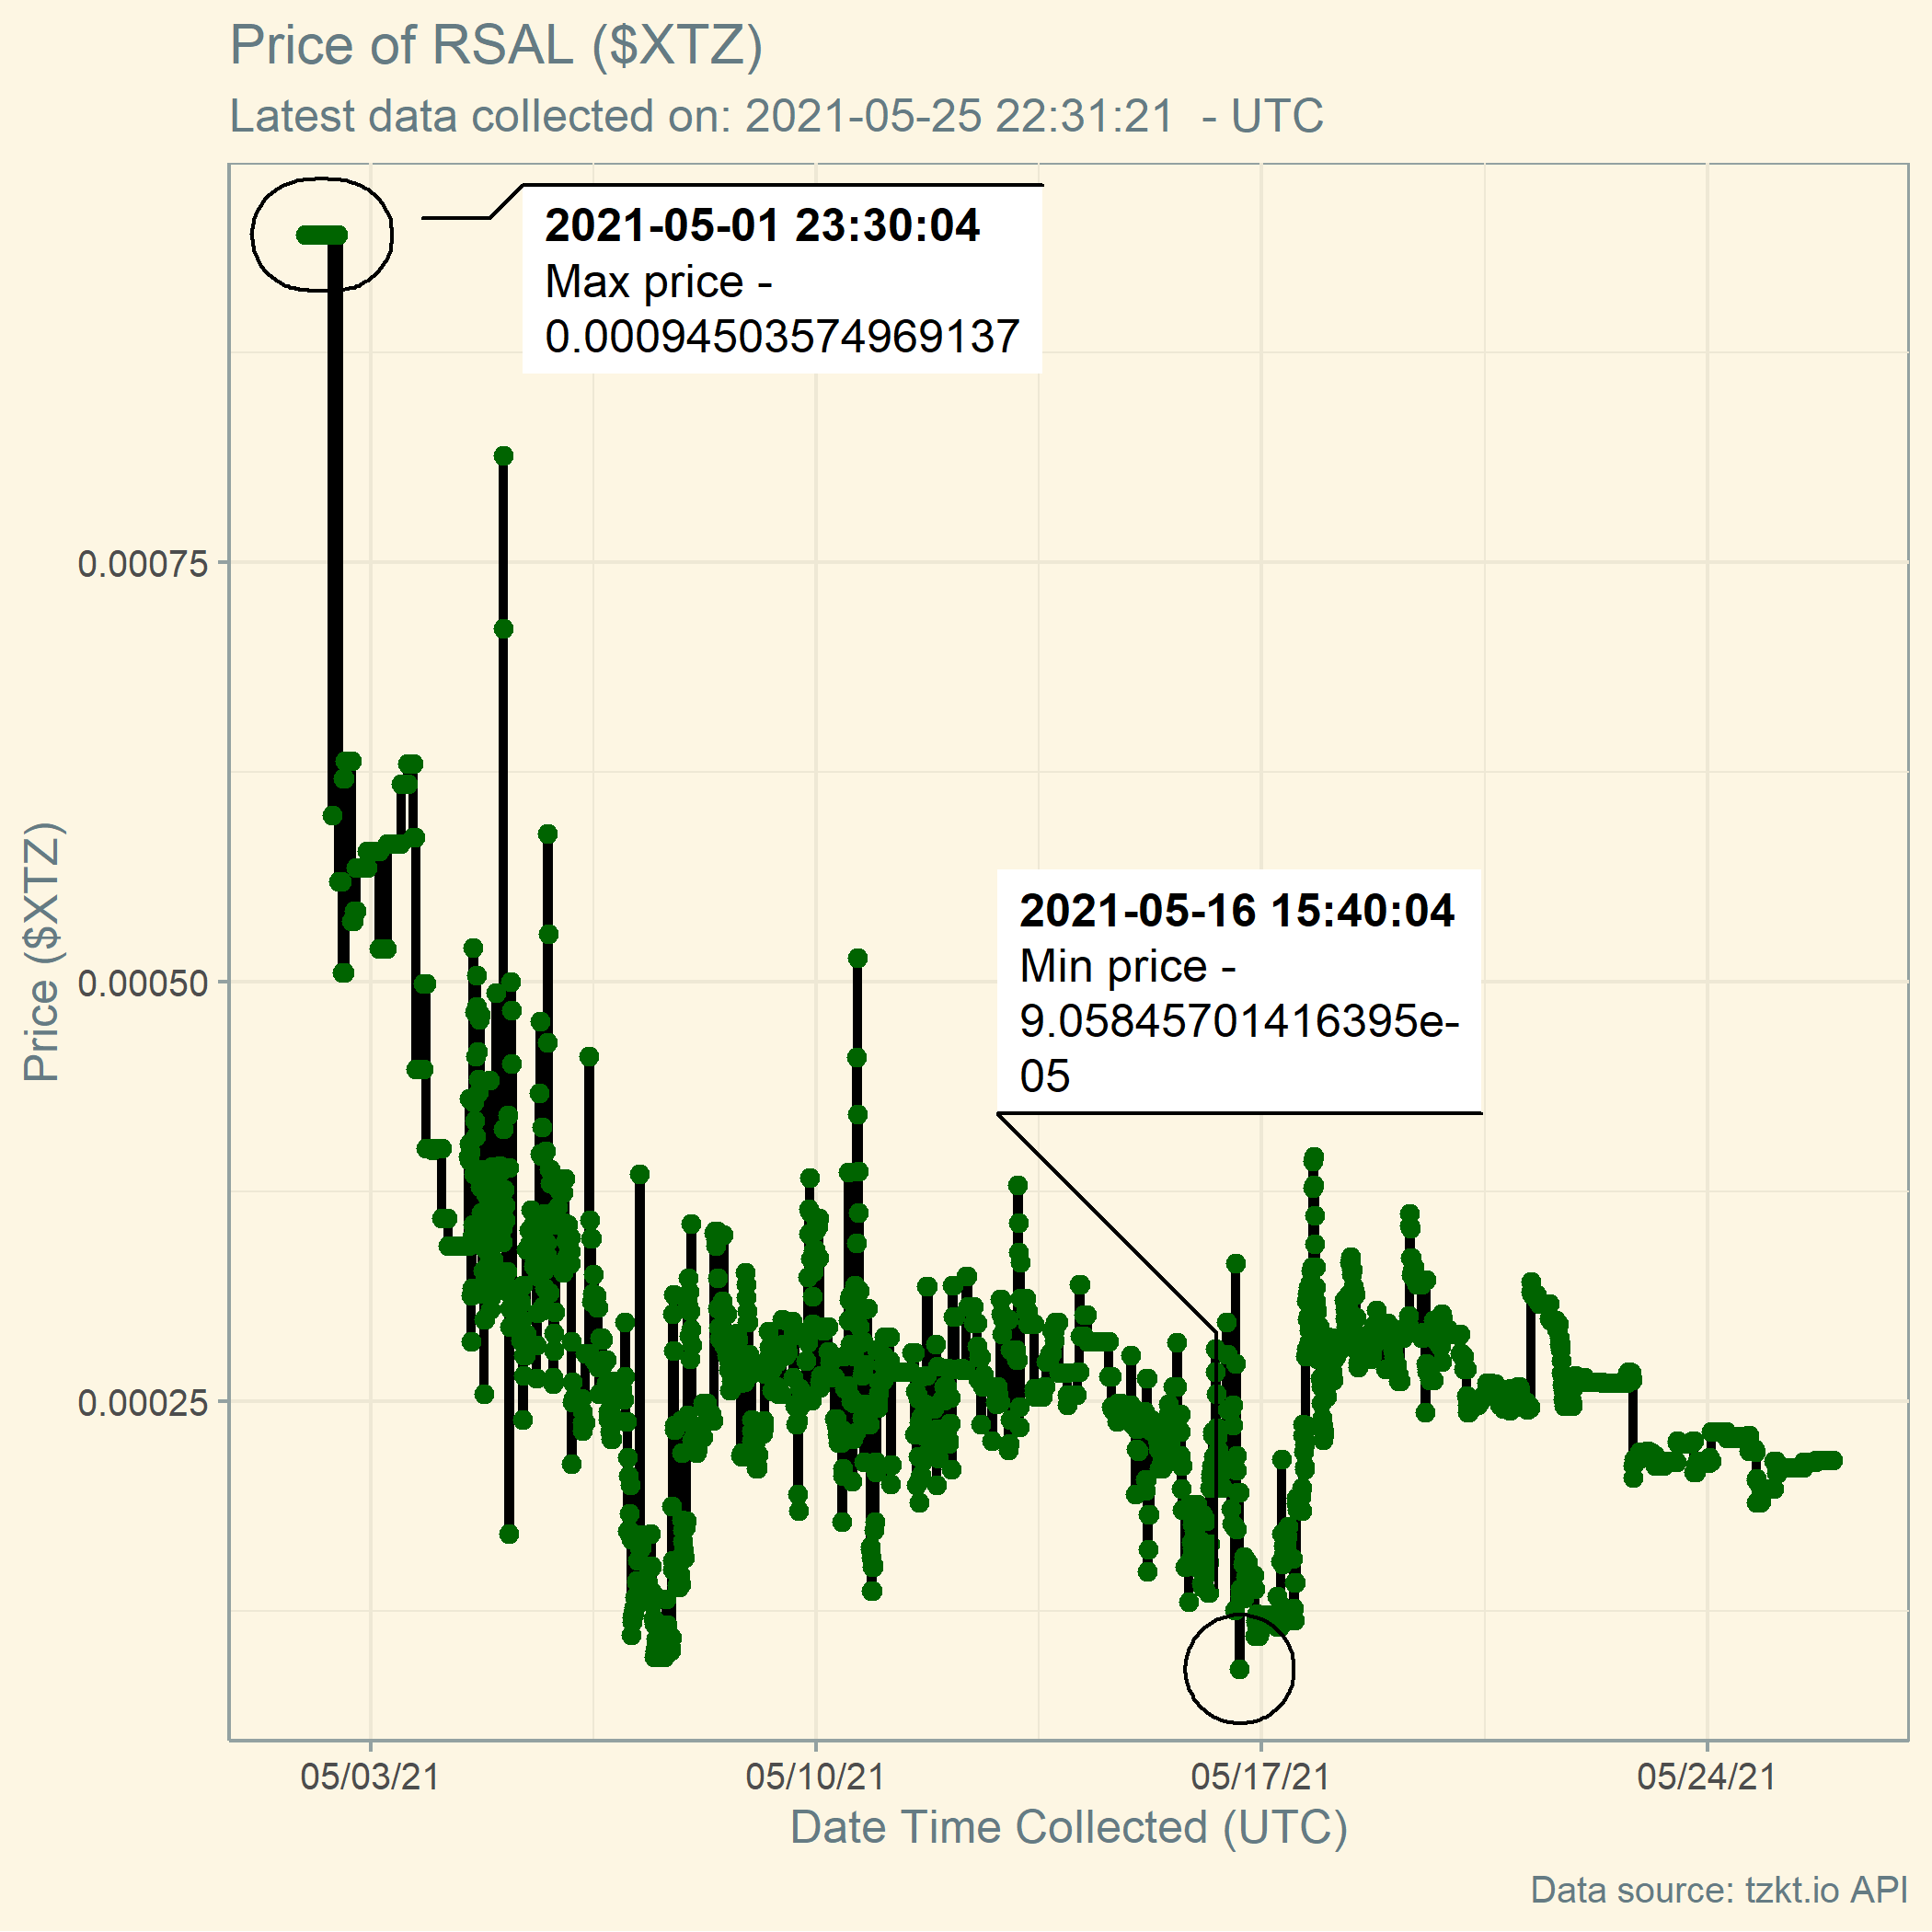 Price of RSAL ($XTZ)
Latest data collected on: 2021-05-25 22:31:21  - UTC
2021-05-01 23:30:04
Max price -
0.00094503574969137
0.00075
2021-05-16 15:40:04
Min price -
9.05845701416395e-
05
0.00050
0.00025
Price ($XTZ)
05/03/21
05/10/21
05/17/21
05/24/21
Date Time Collected (UTC)
Data source: tzkt.io API